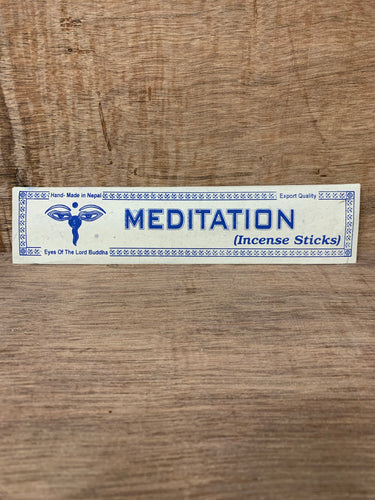 Hand- Made in Nepal
Export Quality
MEDITATION
(Incense Sticks)
Eyes Of The Lord Buddha